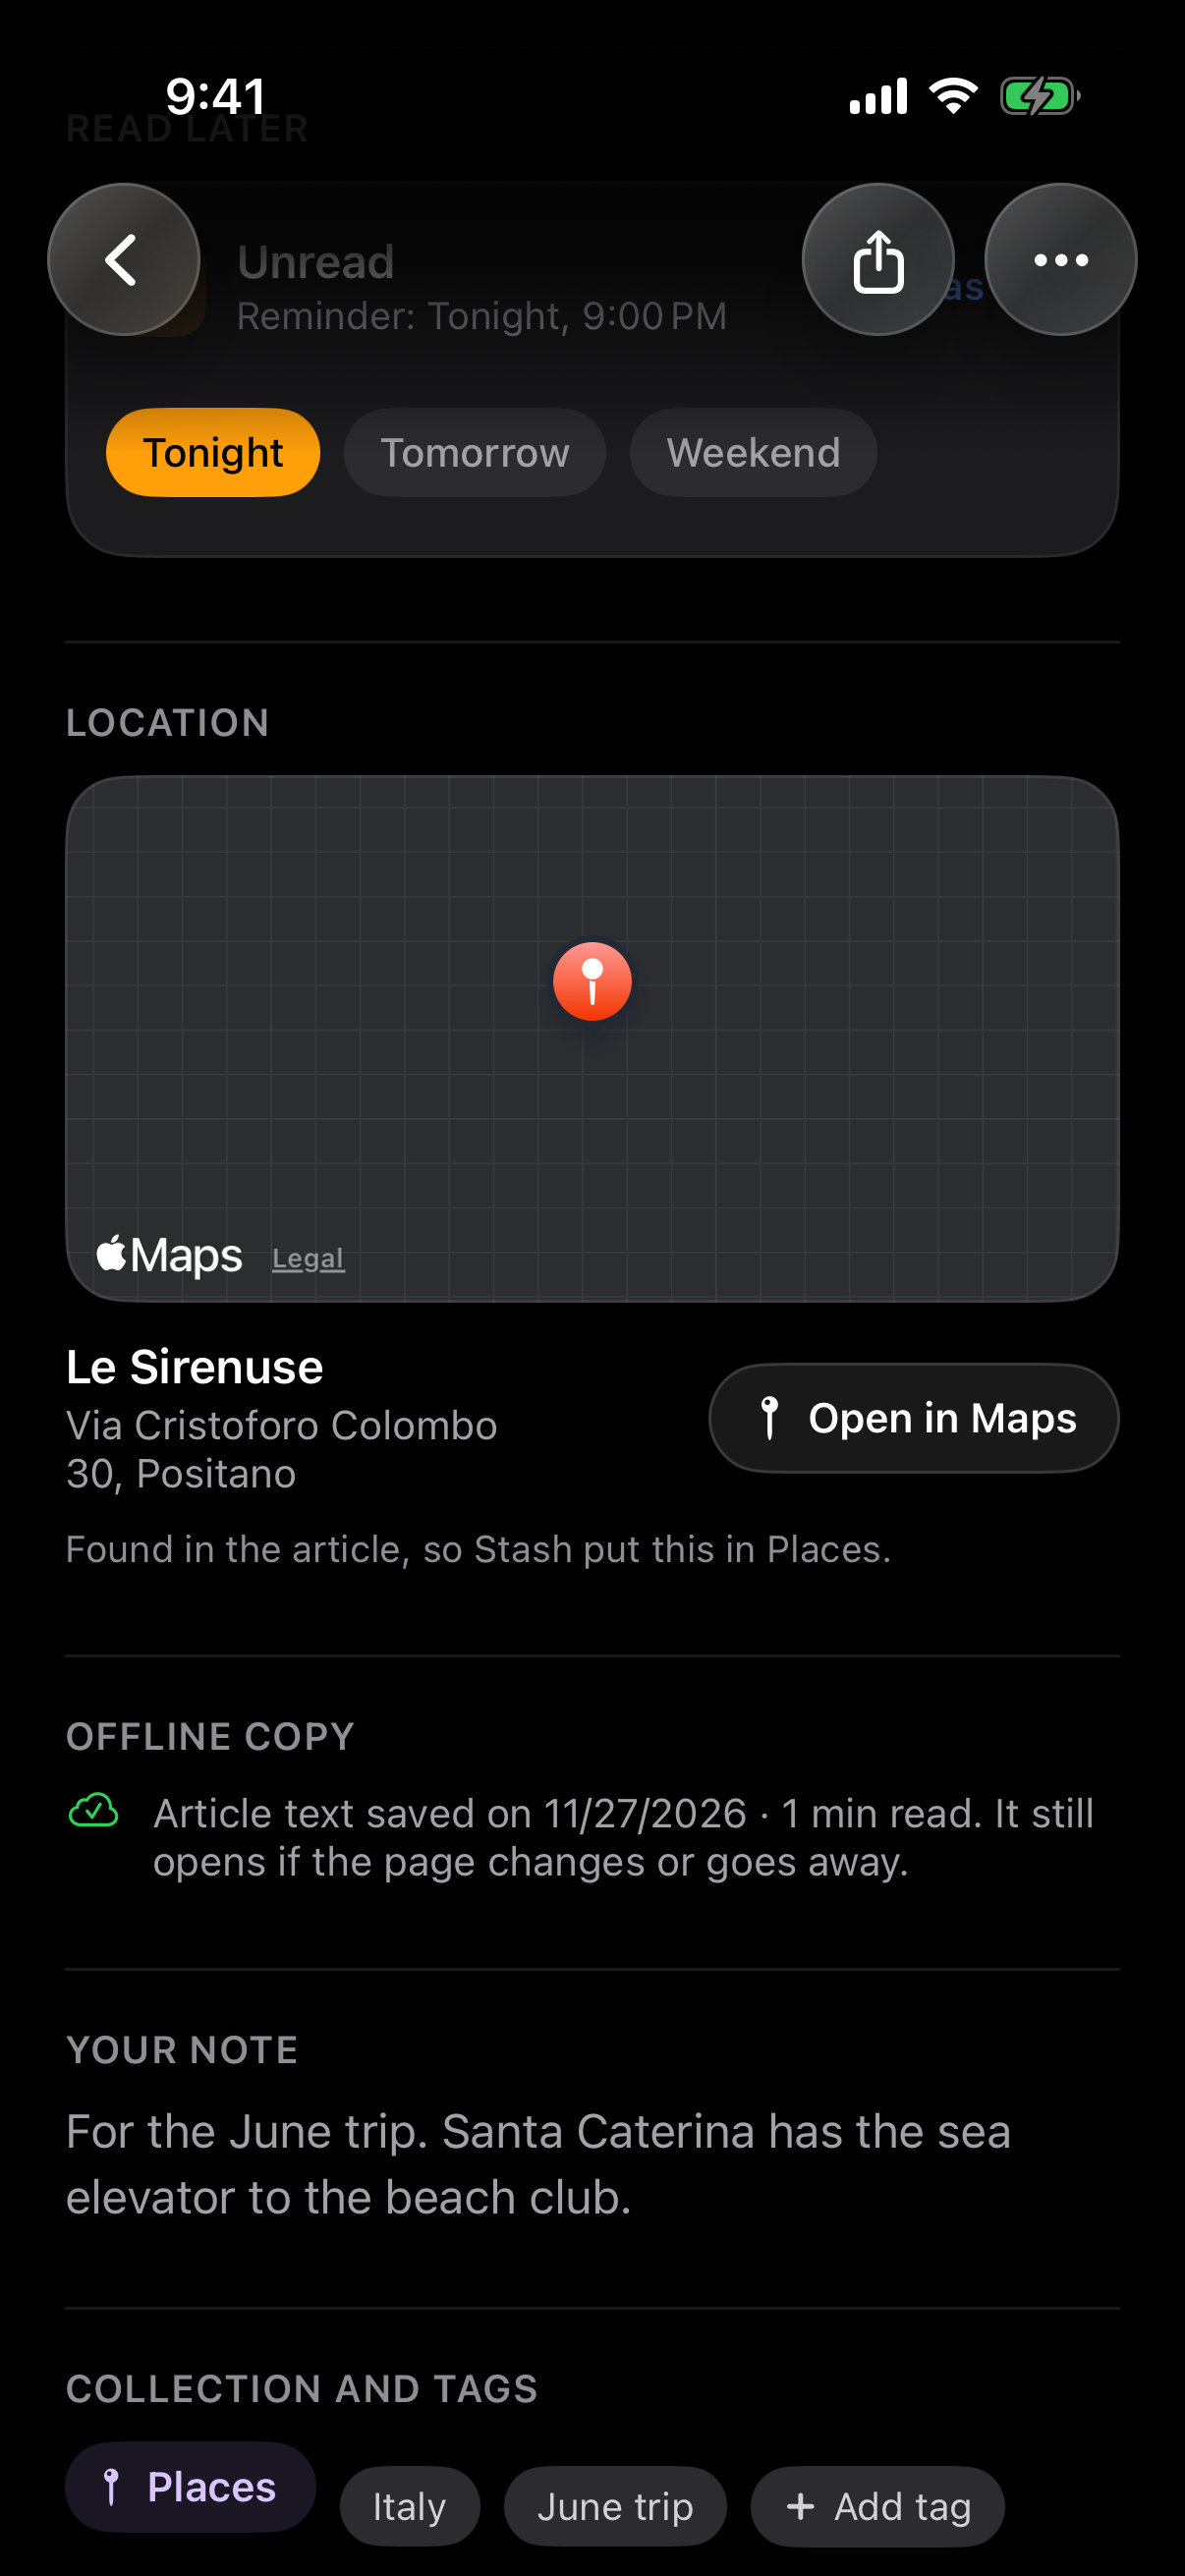 9:41
READ LATER
Unread
Reminder: Tonight, 9:00 PM
Tonight
Tomorrow
Weekend
LOCATION
Maps
Legal
Le Sirenuse
Via Cristoforo Colombo
30, Positano
Open in Maps
Found in the article, so Stash put this in Places.
OFFLINE COPY
Article text saved on 11/27/2026 · 1 min read. It still
opens if the page changes or goes away.
YOUR NOTE
For the June trip. Santa Caterina has the sea
elevator to the beach club.
COLLECTION AND TAGS
Places
Italy
June trip
+ Add tag